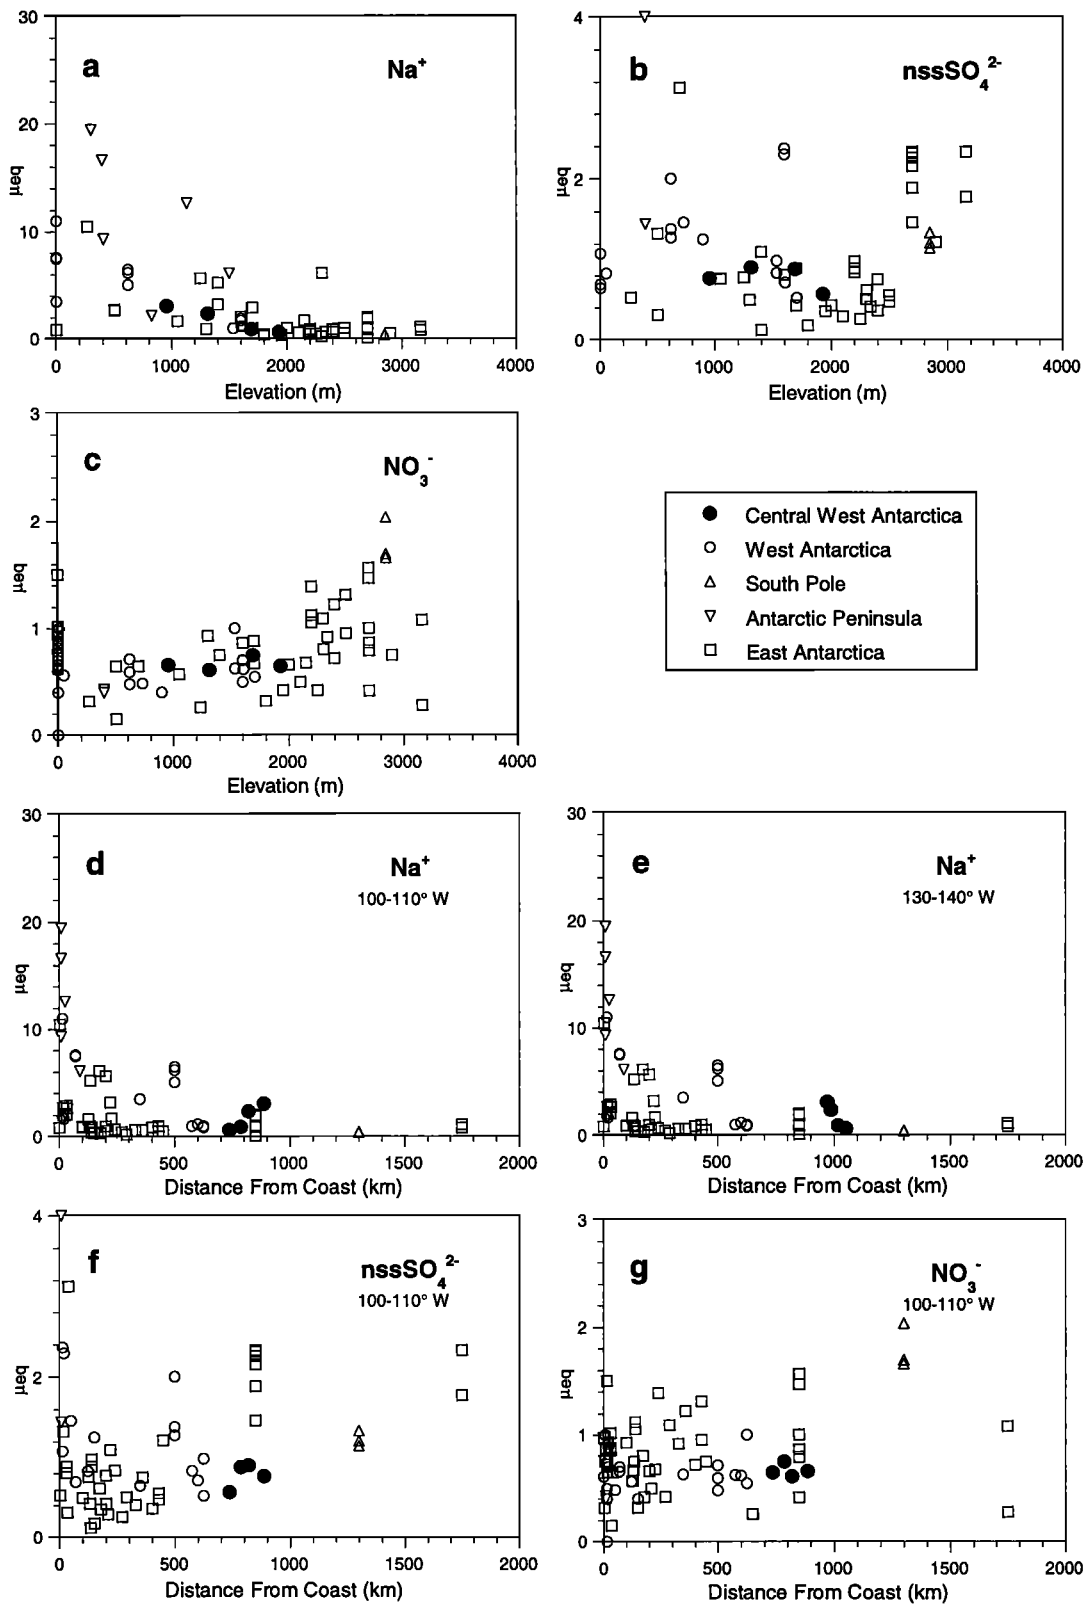 a
Na⁺
30
20
10
0
µeq
0 1000 2000 3000 4000
Elevation (m)
b
nssSO₄²⁻
4
2
0
µeq
0 1000 2000 3000 4000
Elevation (m)
c
NO₃⁻
3
2
1
0
µeq
0 1000 2000 3000 4000
Elevation (m)
Central West Antarctica
West Antarctica
South Pole
Antarctic Peninsula
East Antarctica
d
Na⁺
100-110° W
30
20
10
0
µeq
0 500 1000 1500 2000
Distance From Coast (km)
e
Na⁺
130-140° W
30
20
10
0
µeq
0 500 1000 1500 2000
Distance From Coast (km)
f
nssSO₄²⁻
100-110° W
4
2
0
µeq
0 500 1000 1500 2000
Distance From Coast (km)
g
NO₃⁻
100-110° W
3
2
1
0
µeq
0 500 1000 1500 2000
Distance From Coast (km)